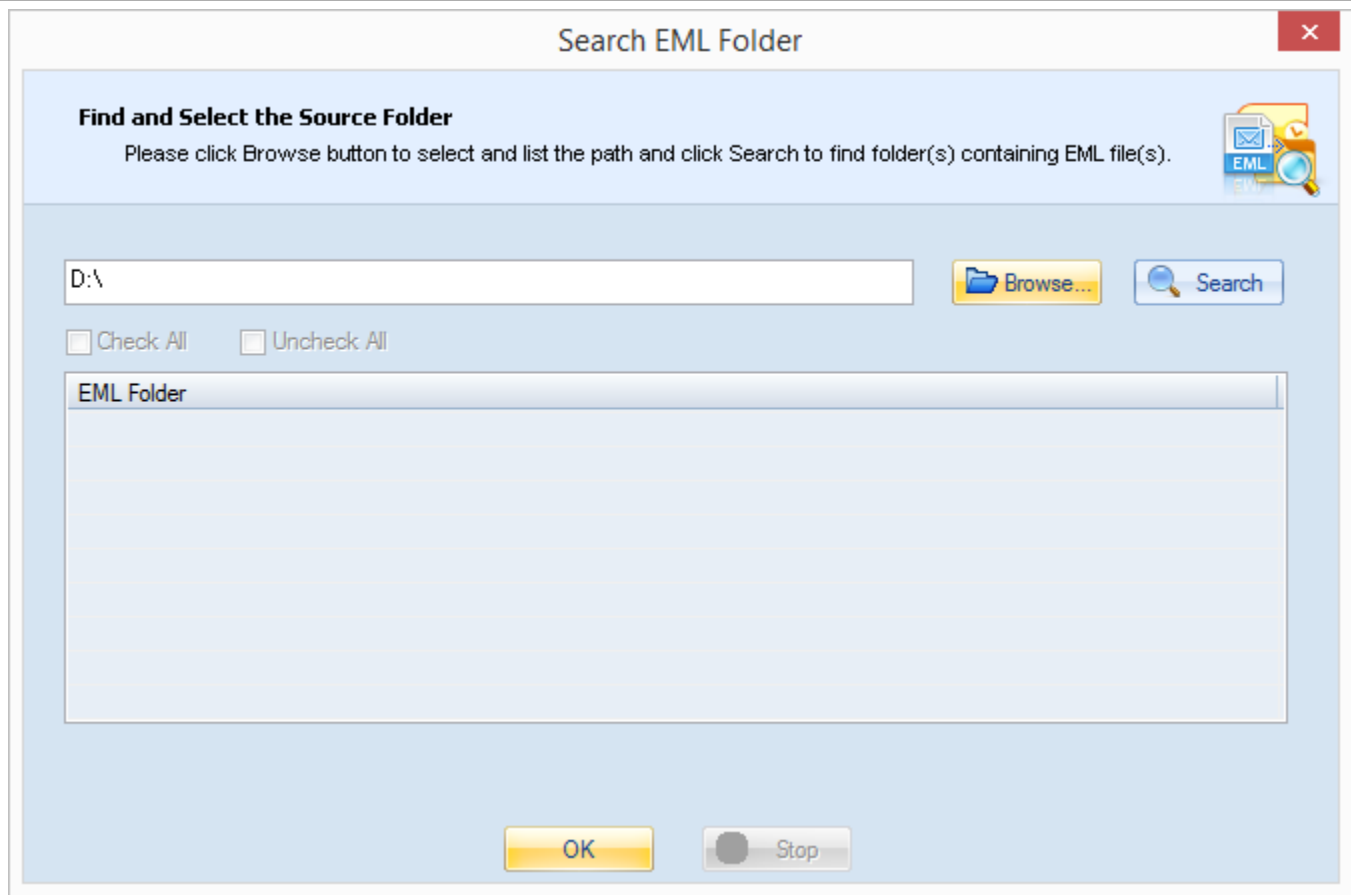 Search EML Folder
Find and Select the Source Folder
Please click Browse button to select and list the path and click Search to find folder(s) containing EML file(s).
EML
D:\
Browse...
Search
Check All
Uncheck All
EML Folder
OK
Stop